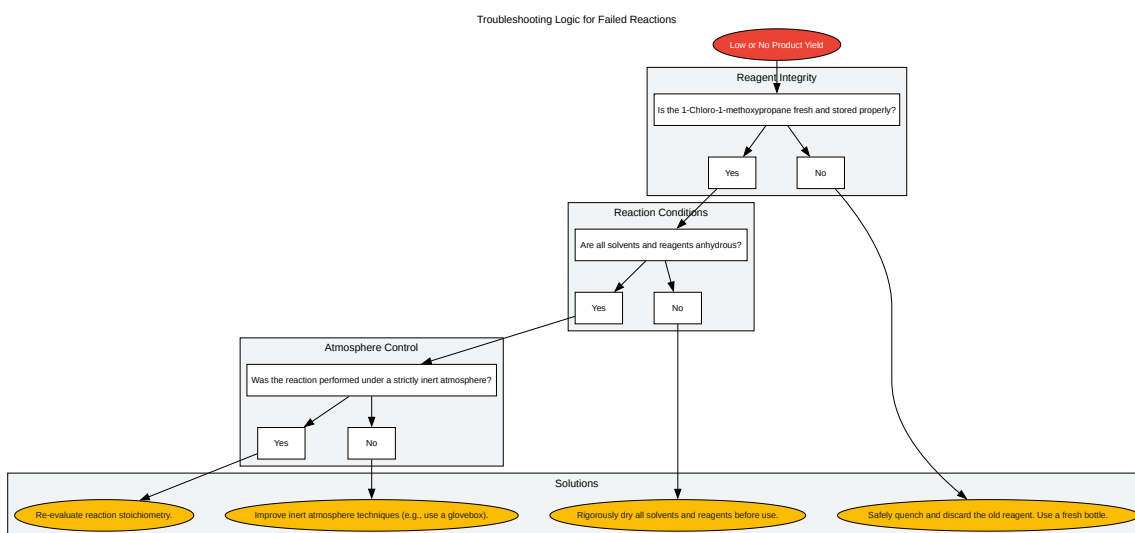 Troubleshooting Logic for Failed Reactions
Low or No Product Yield
Reagent Integrity
Is the 1-Chloro-1-methoxypropane fresh and stored properly?
Yes
No
Reaction Conditions
Are all solvents and reagents anhydrous?
Yes
No
Atmosphere Control
Was the reaction performed under a strictly inert atmosphere?
Yes
No
Solutions
Re-evaluate reaction stoichiometry.
Improve inert atmosphere techniques (e.g., use a glovebox).
Rigorously dry all solvents and reagents before use.
Safely quench and discard the old reagent. Use a fresh bottle.